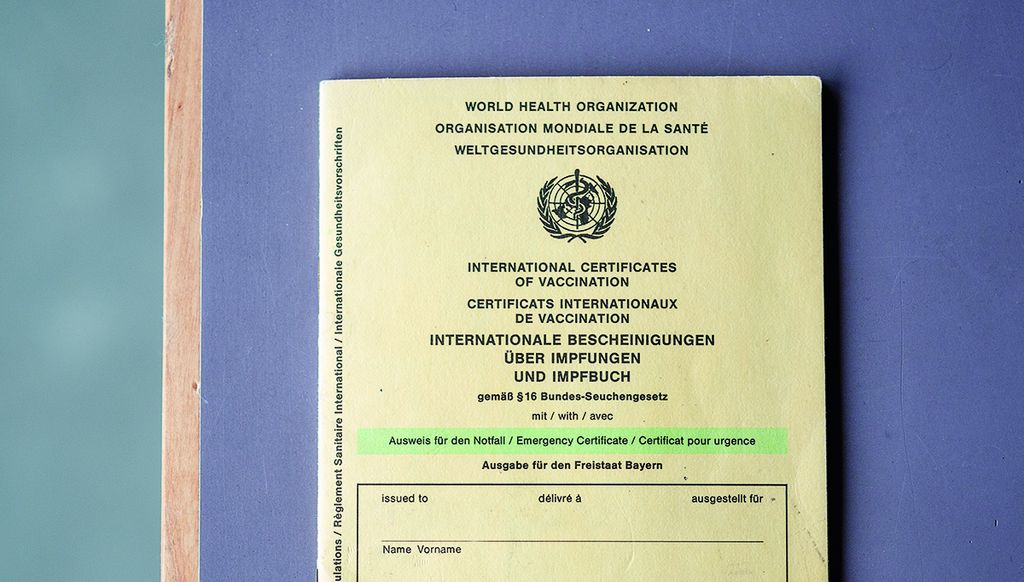 WORLD HEALTH ORGANIZATION
ORGANISATION MONDIALE DE LA SANTÉ
WELTGESUNDHEITSORGANISATION
INTERNATIONAL CERTIFICATES
OF VACCINATION
CERTIFICATS INTERNATIONAUX
DE VACCINATION
INTERNATIONALE BESCHEINIGUNGEN
ÜBER IMPFUNGEN
UND IMPFBUCH
gemäß §16 Bundes-Seuchengesetz
mit / with / avec
Ausweis für den Notfall / Emergency Certificate / Certificat pour urgence
Ausgabe für den Freistaat Bayern
issued to délivré à ausgestellt für
Name Vorname
ulations / Règlement Sanitaire International / Internationale Gesundheitsvorschriften